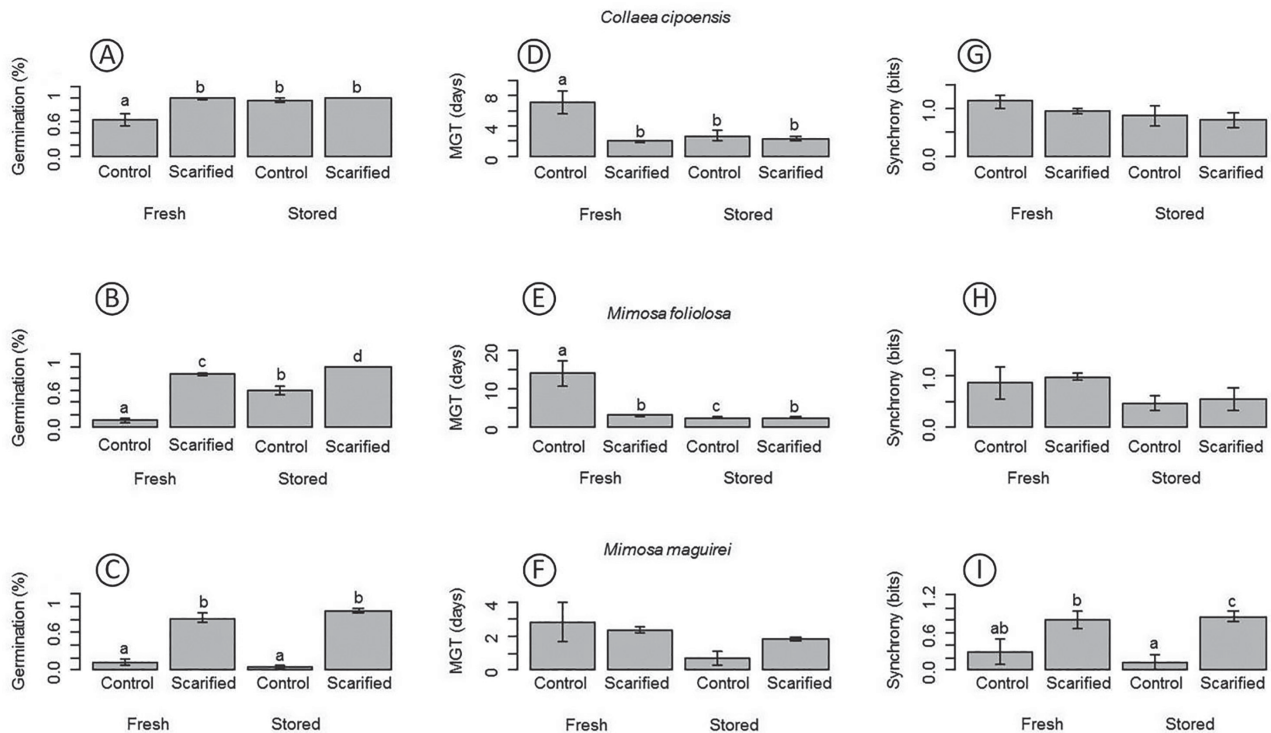 Collaea cipoensis
A
Germination (%)
0.0 0.6 1
a b b b
Control Scarified Control Scarified
Fresh Stored
D
MGT (days)
0 4 8
a b b b
Control Scarified Control Scarified
Fresh Stored
G
Synchrony (bits)
0.0 1.0
Control Scarified Control Scarified
Fresh Stored
Mimosa foliolosa
B
Germination (%)
0.0 0.6 1
a c b d
Control Scarified Control Scarified
Fresh Stored
E
MGT (days)
0 10 20
a b c b
Control Scarified Control Scarified
Fresh Stored
H
Synchrony (bits)
0.0 1.0
Control Scarified Control Scarified
Fresh Stored
Mimosa maguirei
C
Germination (%)
0.0 0.6 1
a b a b
Control Scarified Control Scarified
Fresh Stored
F
MGT (days)
0 2 4
Control Scarified Control Scarified
Fresh Stored
I
Synchrony (bits)
0.0 0.6 1.2
ab b a c
Control Scarified Control Scarified
Fresh Stored